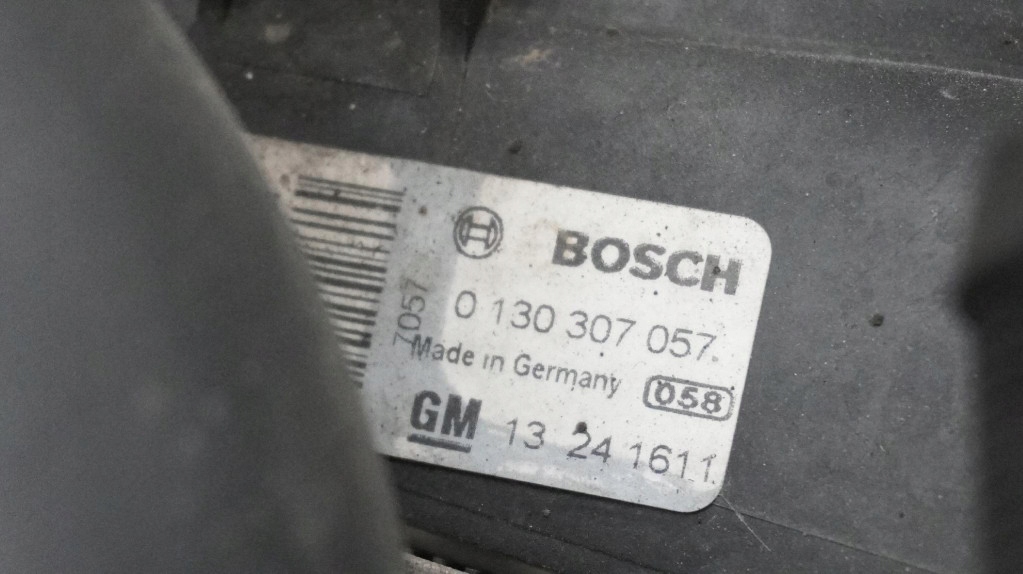 BOSCH
0 130 307 057
7057
Made in Germany
058
GM 13 24 1611